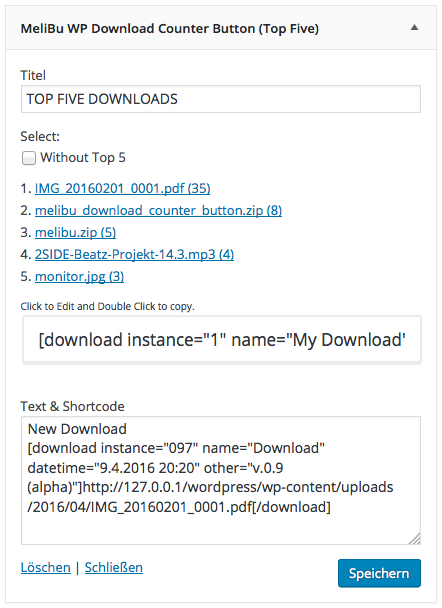 MeliBu WP Download Counter Button (Top Five)
Titel
TOP FIVE DOWNLOADS
Select:
Without Top 5
1. IMG_20160201_0001.pdf (35)
2. melibu_download_counter_button.zip (8)
3. melibu.zip (5)
4. 2SIDE-Beatz-Projekt-14.3.mp3 (4)
5. monitor.jpg (3)
Click to Edit and Double Click to copy.
[download instance="1" name="My Download'
Text & Shortcode
New Download
[download instance="097" name="Download"
datetime="9.4.2016 20:20" other="v.0.9
(alpha)"]http://127.0.0.1/wordpress/wp-content/uploads
/2016/04/IMG_20160201_0001.pdf[/download]
Löschen | Schließen
Speichern